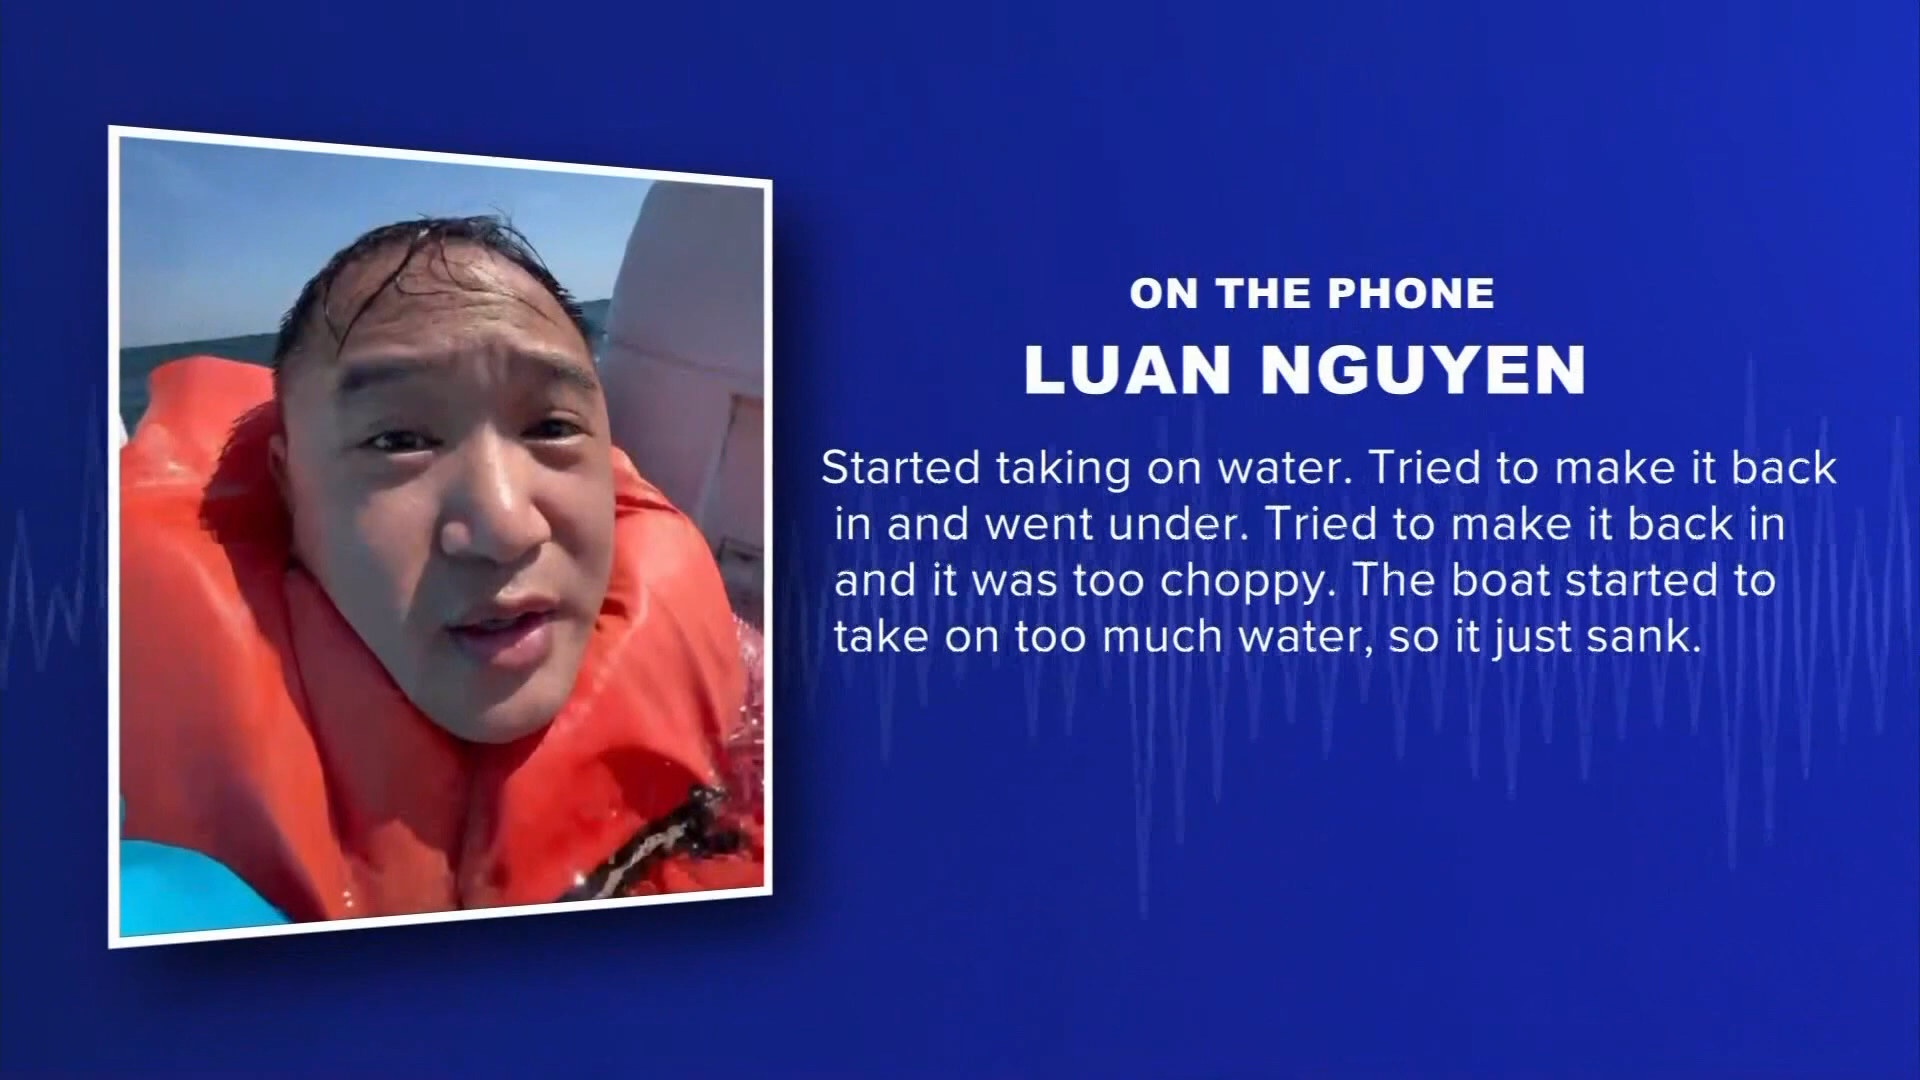 ON THE PHONE
LUAN NGUYEN
Started taking on water. Tried to make it back
in and went under. Tried to make it back in
and it was too choppy. The boat started to
take on too much water, so it just sank.